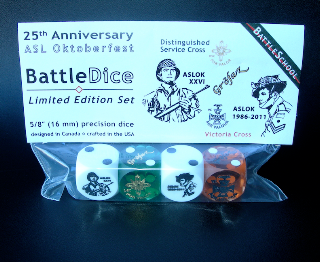 25th Anniversary
ASL Oktoberfest
BattleDice
Limited Edition Set
5/8" (16 mm) precision dice
designed in Canada crafted in the USA
Distinguished
Service Cross
ASLOK
XXVI
Grofaz
ASLOK
1986-2011
Victoria Cross
BattleSchool